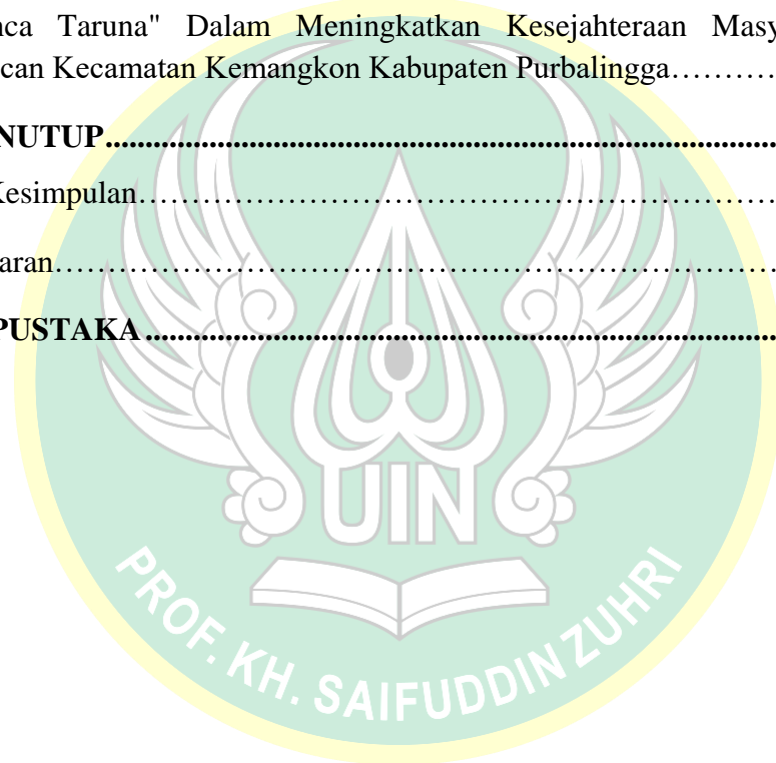 nca Taruna" Dalam Meningkatkan Kesejahteraan Masy
can Kecamatan Kemangkon Kabupaten Purbalingga............
NUTUP..............................................................................
Kesimpulan……………………………………………………………
aran……………………………………………………………………
PUSTAKA.........................................................................
UIN
PROF. KH. SAIFUDDIN ZUHRI